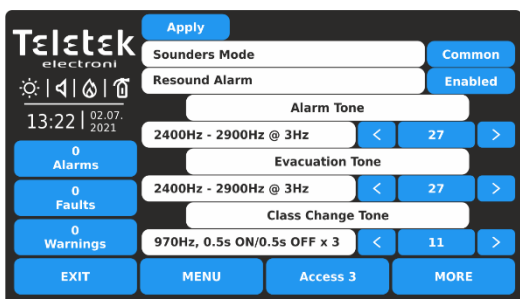 Apply
Teletek
electroni
Sounders Mode Common
Resound Alarm Enabled
Alarm Tone
13:22 02.07.2021
2400Hz - 2900Hz @ 3Hz < 27 >
0
Alarms
Evacuation Tone
0
Faults
2400Hz - 2900Hz @ 3Hz < 27 >
Class Change Tone
0
Warnings
970Hz, 0.5s ON/0.5s OFF x 3 < 11 >
EXIT MENU Access 3 MORE